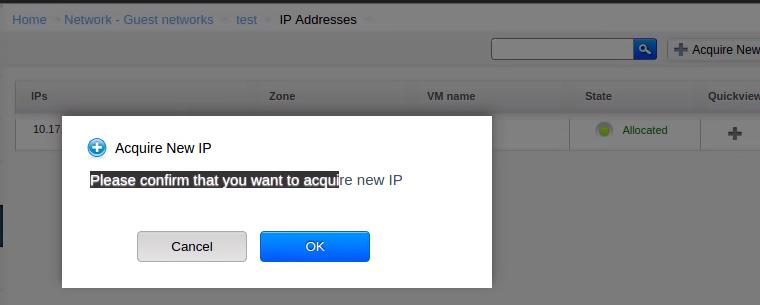 Home Network - Guest networks test IP Addresses
Acquire New
IPs Zone VM name State Quickview
10.17
Allocated
Acquire New IP
Please confirm that you want to acquire new IP
Cancel OK